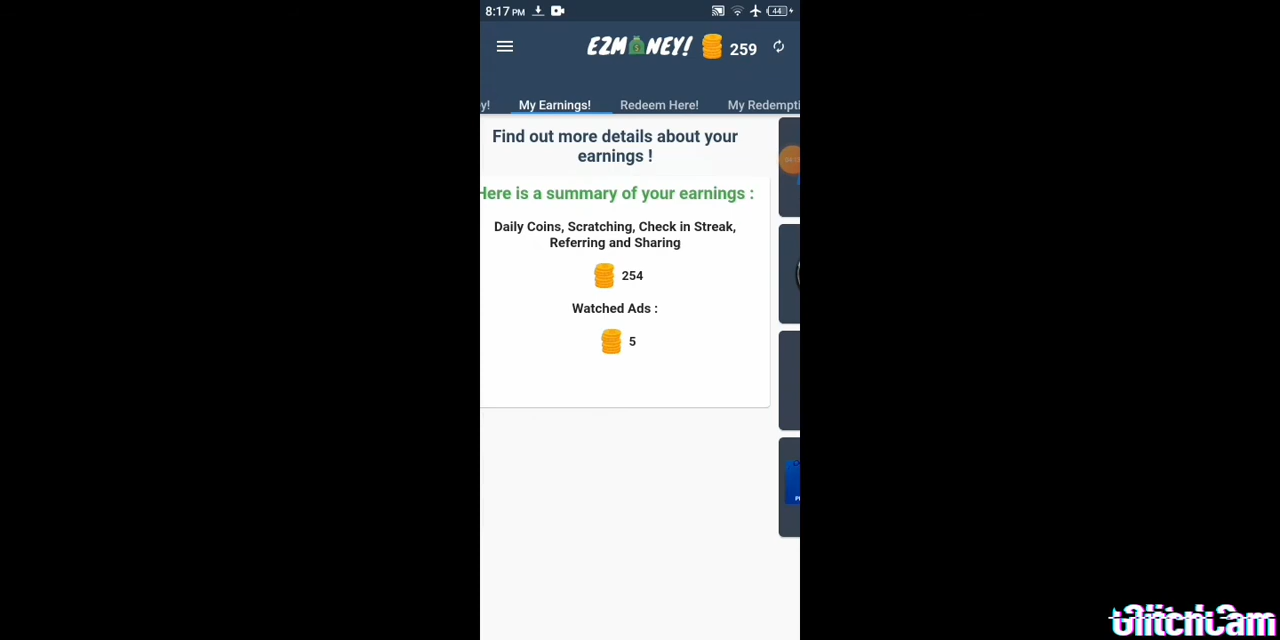 8:17 PM 44
EZMONEY! 259
y! My Earnings! Redeem Here! My Redempti
Find out more details about your
earnings !
Here is a summary of your earnings :
Daily Coins, Scratching, Check in Streak,
Referring and Sharing
254
Watched Ads :
5
GlitchCam